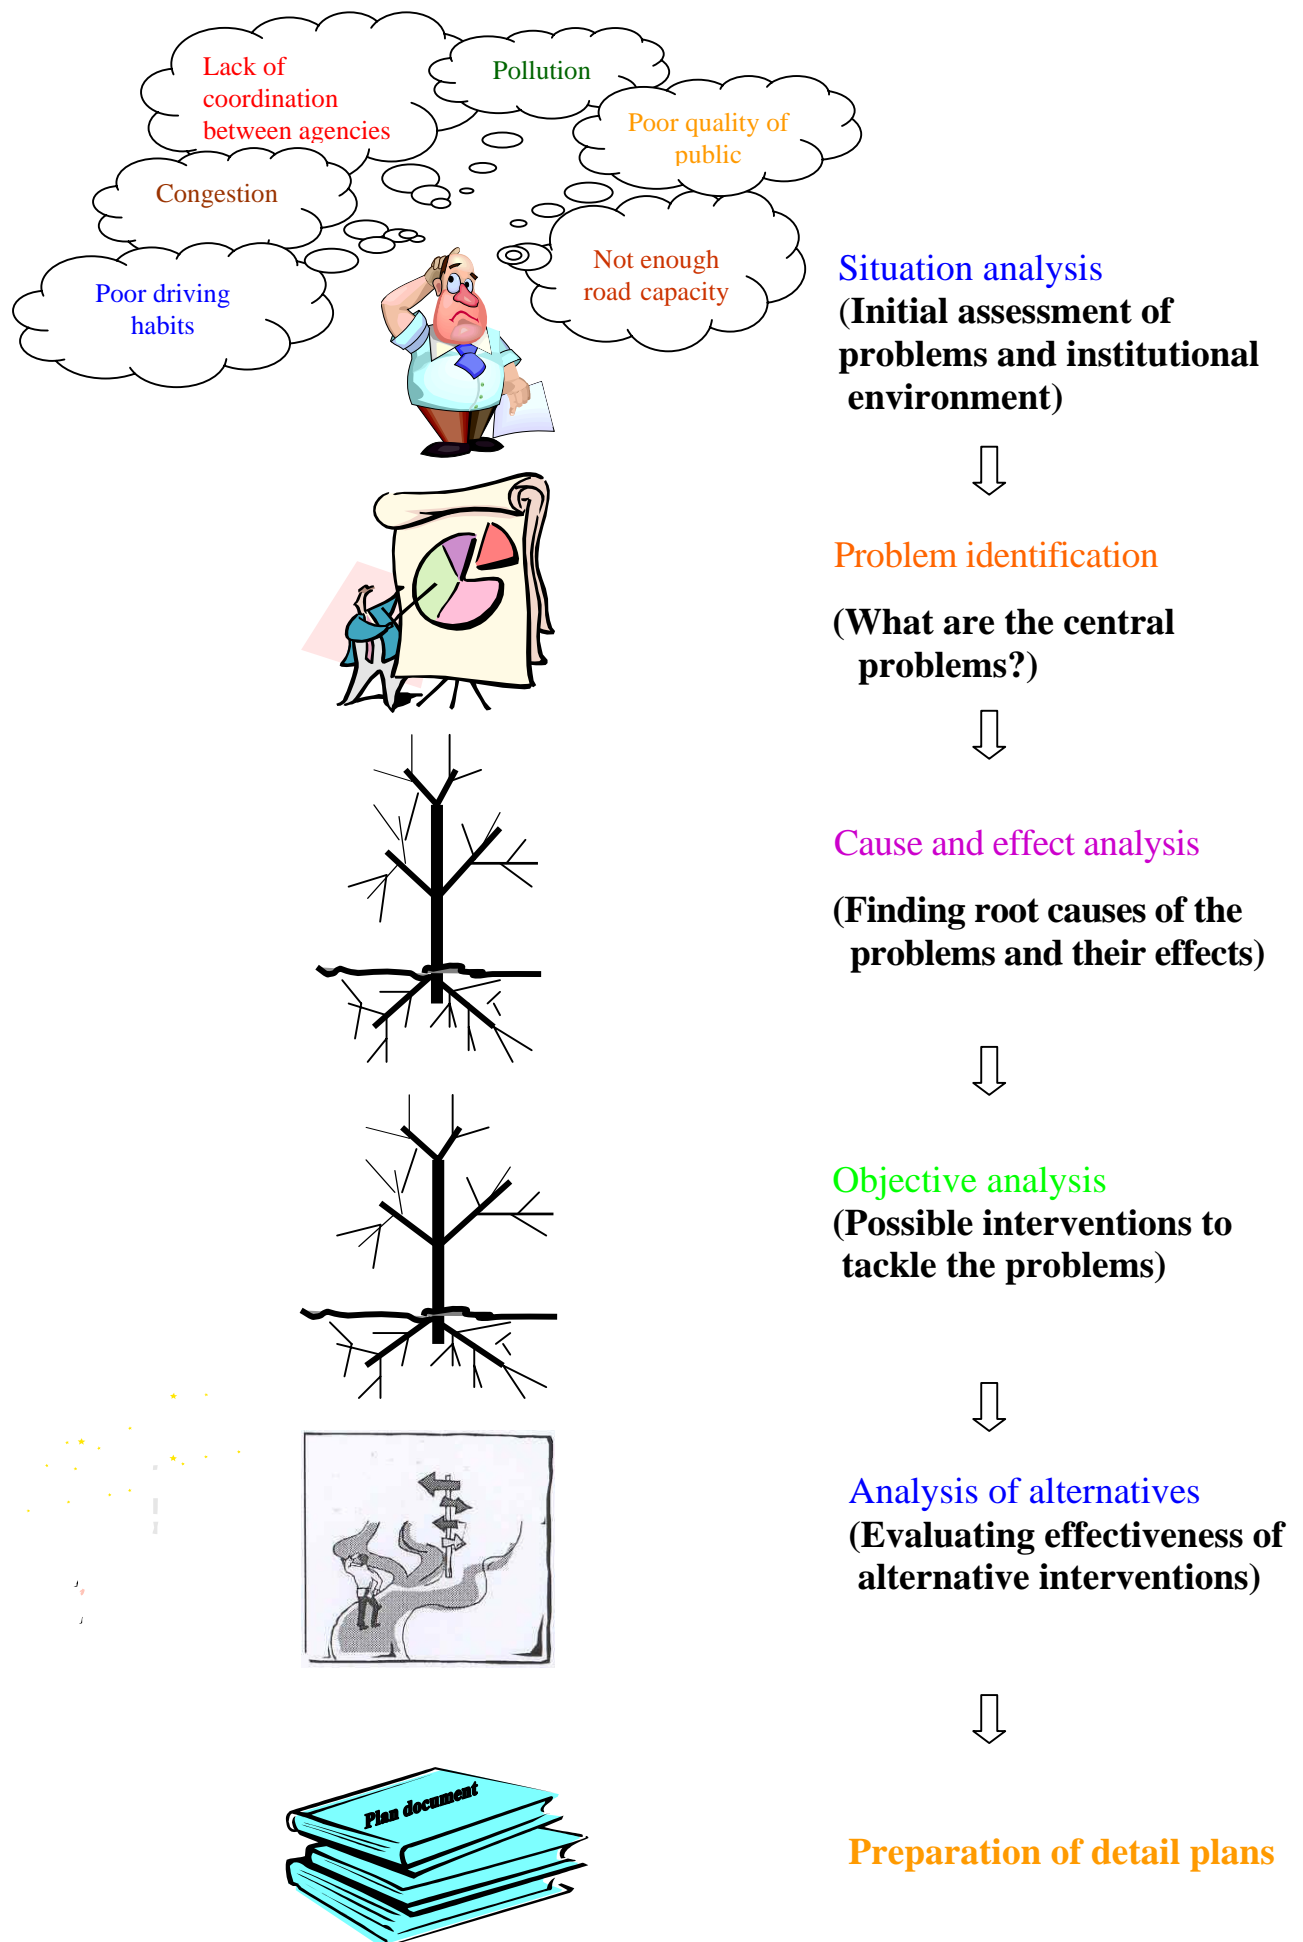 Lack of
coordination
between agencies
Pollution
Poor quality of
public
Congestion
Poor driving
habits
Not enough
road capacity
Situation analysis
(Initial assessment of
problems and institutional
environment)
Problem identification
(What are the central
problems?)
Cause and effect analysis
(Finding root causes of the
problems and their effects)
Objective analysis
(Possible interventions to
tackle the problems)
Analysis of alternatives
(Evaluating effectiveness of
alternative interventions)
Plan document
Preparation of detail plans